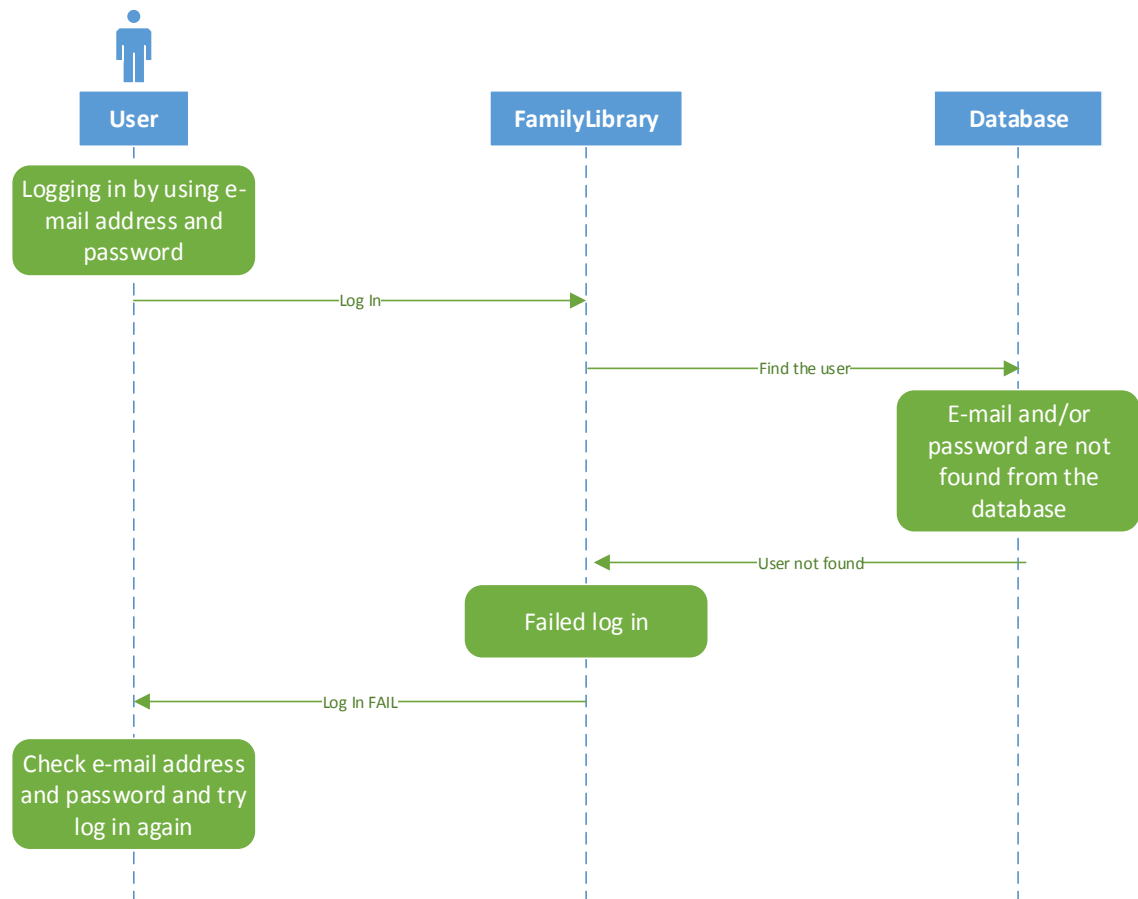 User
FamilyLibrary
Database
Logging in by using e-
mail address and
password
Log In
Find the user
E-mail and/or
password are not
found from the
database
User not found
Failed log in
Log In FAIL
Check e-mail address
and password and try
log in again